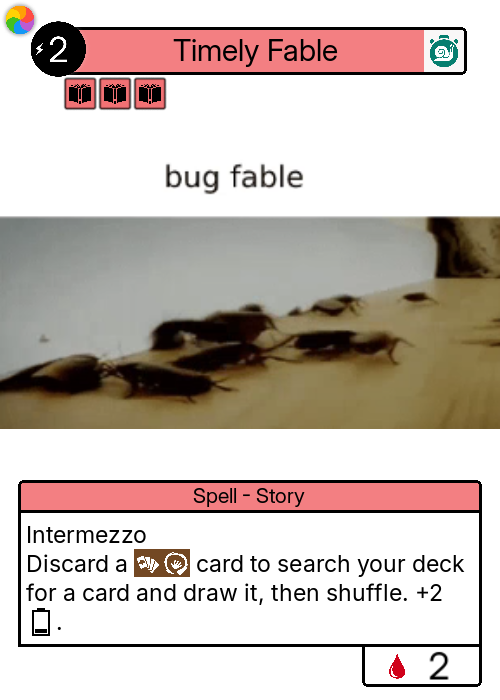 2
Timely Fable
bug fable
Spell - Story
Intermezzo
Discard a card to search your deck
for a card and draw it, then shuffle. +2
.
2